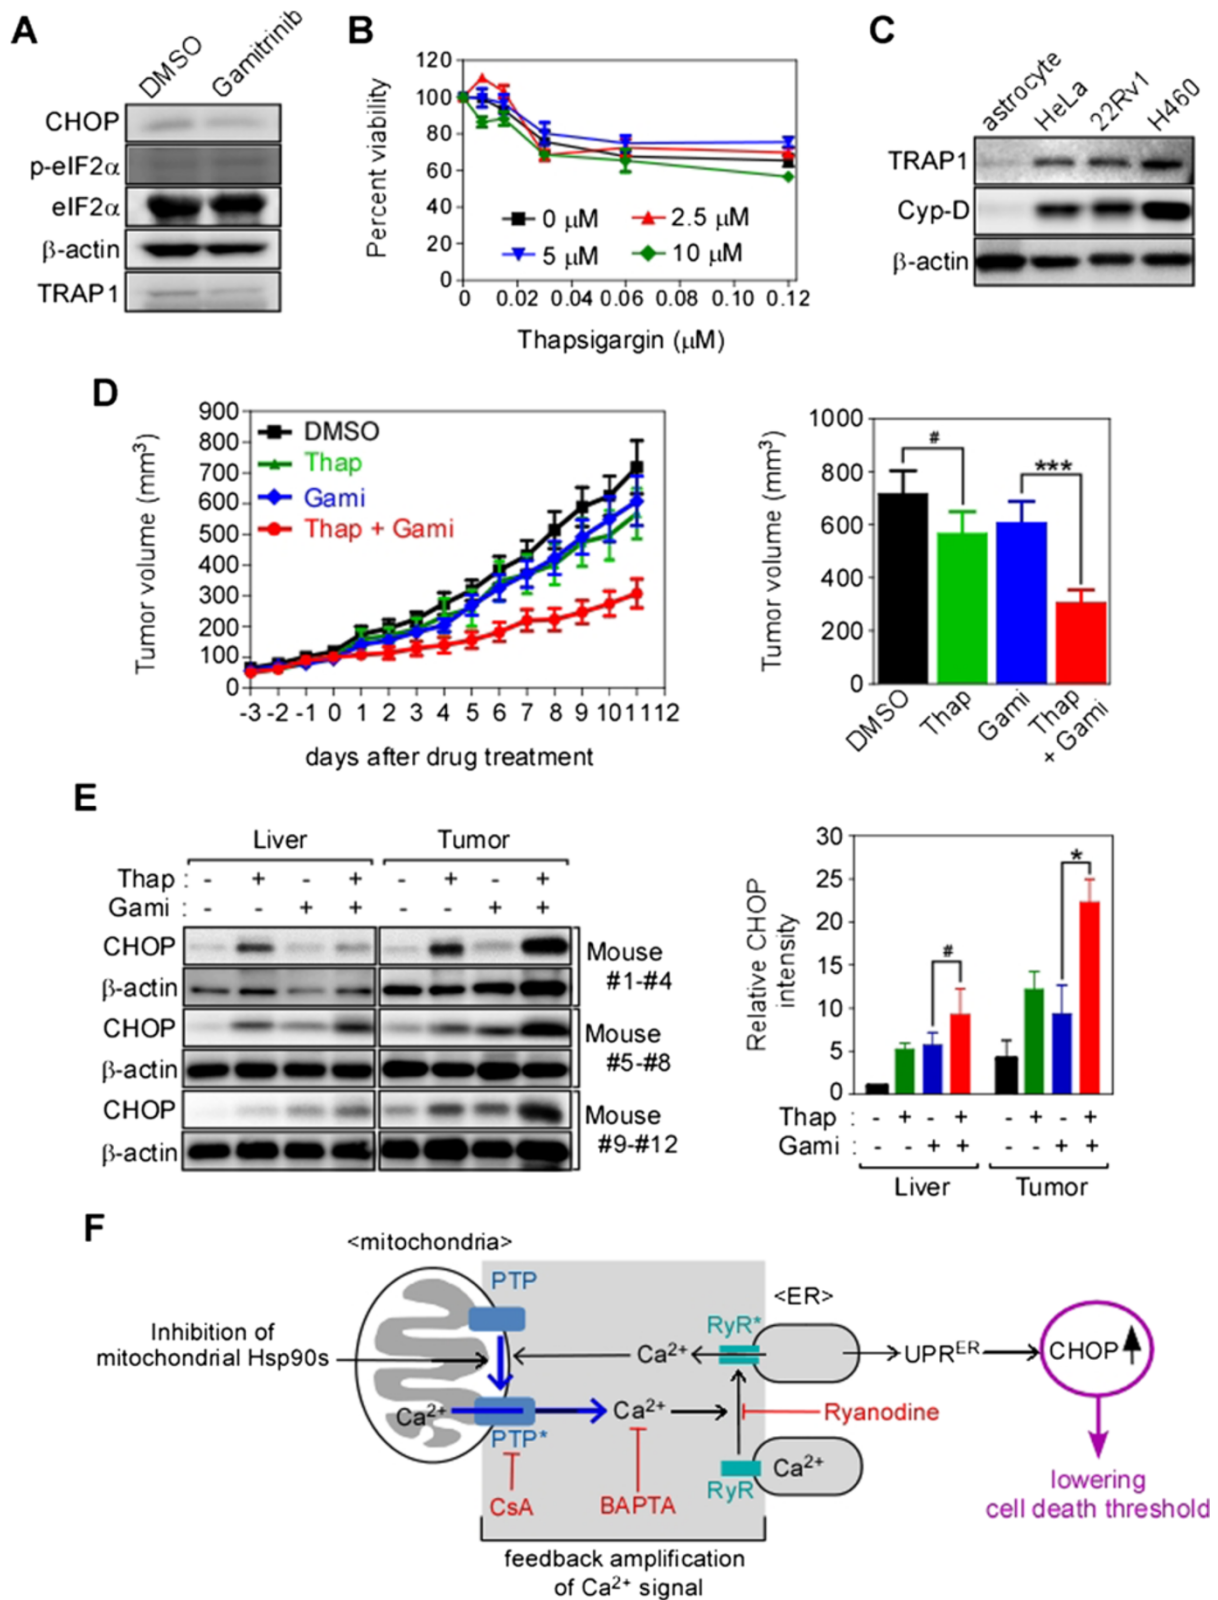 A
DMSO
Gamitrinib
CHOP
p-eIF2α
eIF2α
β-actin
TRAP1
B
Percent viability
120
100
80
60
40
20
0
0 μM
2.5 μM
5 μM
10 μM
0 0.02 0.04 0.06 0.08 0.10 0.12
Thapsigargin (μM)
C
astrocyte
HeLa
22Rv1
H460
TRAP1
Cyp-D
β-actin
D
Tumor volume (mm³)
900
800
700
600
500
400
300
200
100
0
DMSO
Thap
Gami
Thap + Gami
-3 -2 -1 0 1 2 3 4 5 6 7 8 9 10 11 12
days after drug treatment
Tumor volume (mm³)
1000
800
600
400
200
0
#
***
DMSO
Thap
Gami
Thap
+ Gami
E
Liver Tumor
Thap : - + - + - + - +
Gami : - - + + - - + +
CHOP
β-actin
Mouse
#1-#4
CHOP
β-actin
Mouse
#5-#8
CHOP
β-actin
Mouse
#9-#12
Relative CHOP
intensity
30
25
20
15
10
5
0
#
*
Thap : - + - + - + - +
Gami : - - + + - - + +
Liver Tumor
F
<mitochondria>
PTP
<ER>
Inhibition of
mitochondrial Hsp90s
RyR*
Ca²⁺
UPRᴱᴿ
CHOP
Ca²⁺
Ca²⁺
Ryanodine
PTP*
RyR
Ca²⁺
CsA
BAPTA
lowering
cell death threshold
feedback amplification
of Ca²⁺ signal